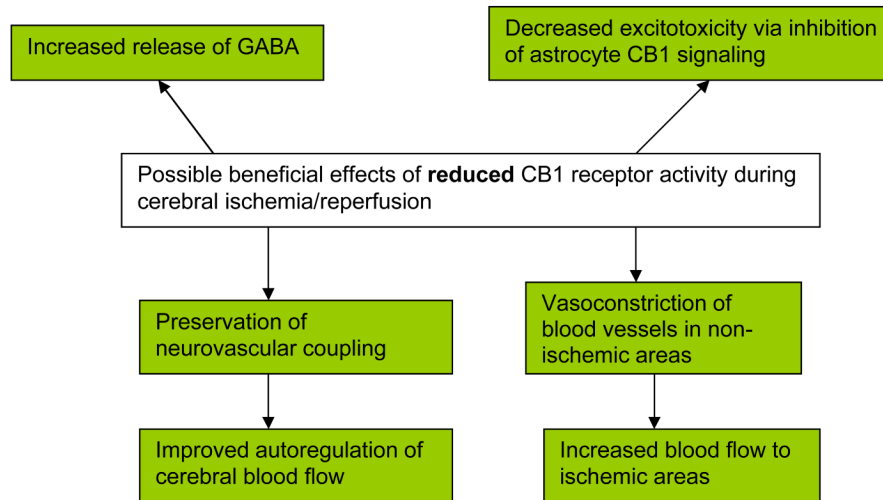 Increased release of GABA
Decreased excitotoxicity via inhibition
of astrocyte CB1 signaling
Possible beneficial effects of reduced CB1 receptor activity during
cerebral ischemia/reperfusion
Preservation of
neurovascular coupling
Vasoconstriction of
blood vessels in non-
ischemic areas
Improved autoregulation of
cerebral blood flow
Increased blood flow to
ischemic areas